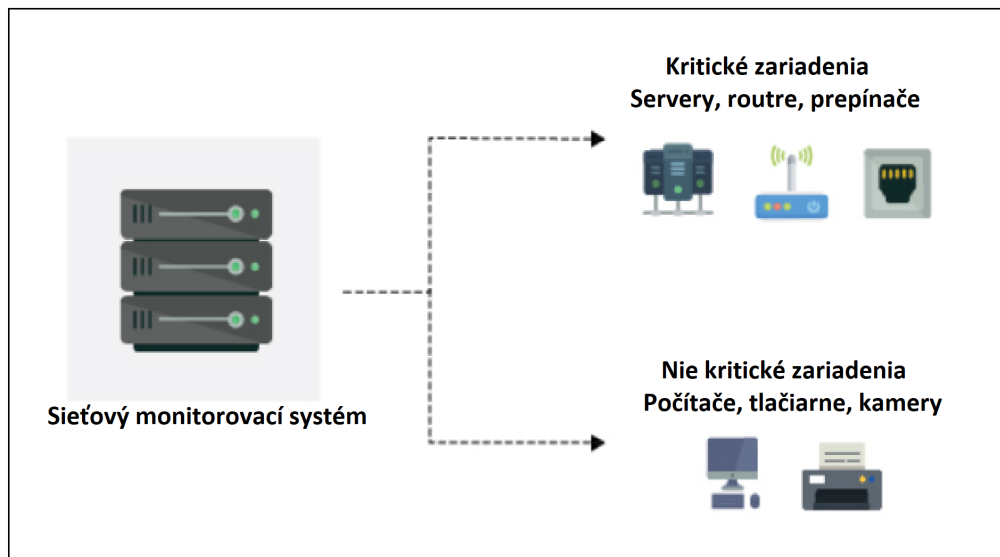 Kritické zariadenia
Servery, routre, prepínače
Sieťový monitorovací systém
Nie kritické zariadenia
Počítače, tlačiarne, kamery